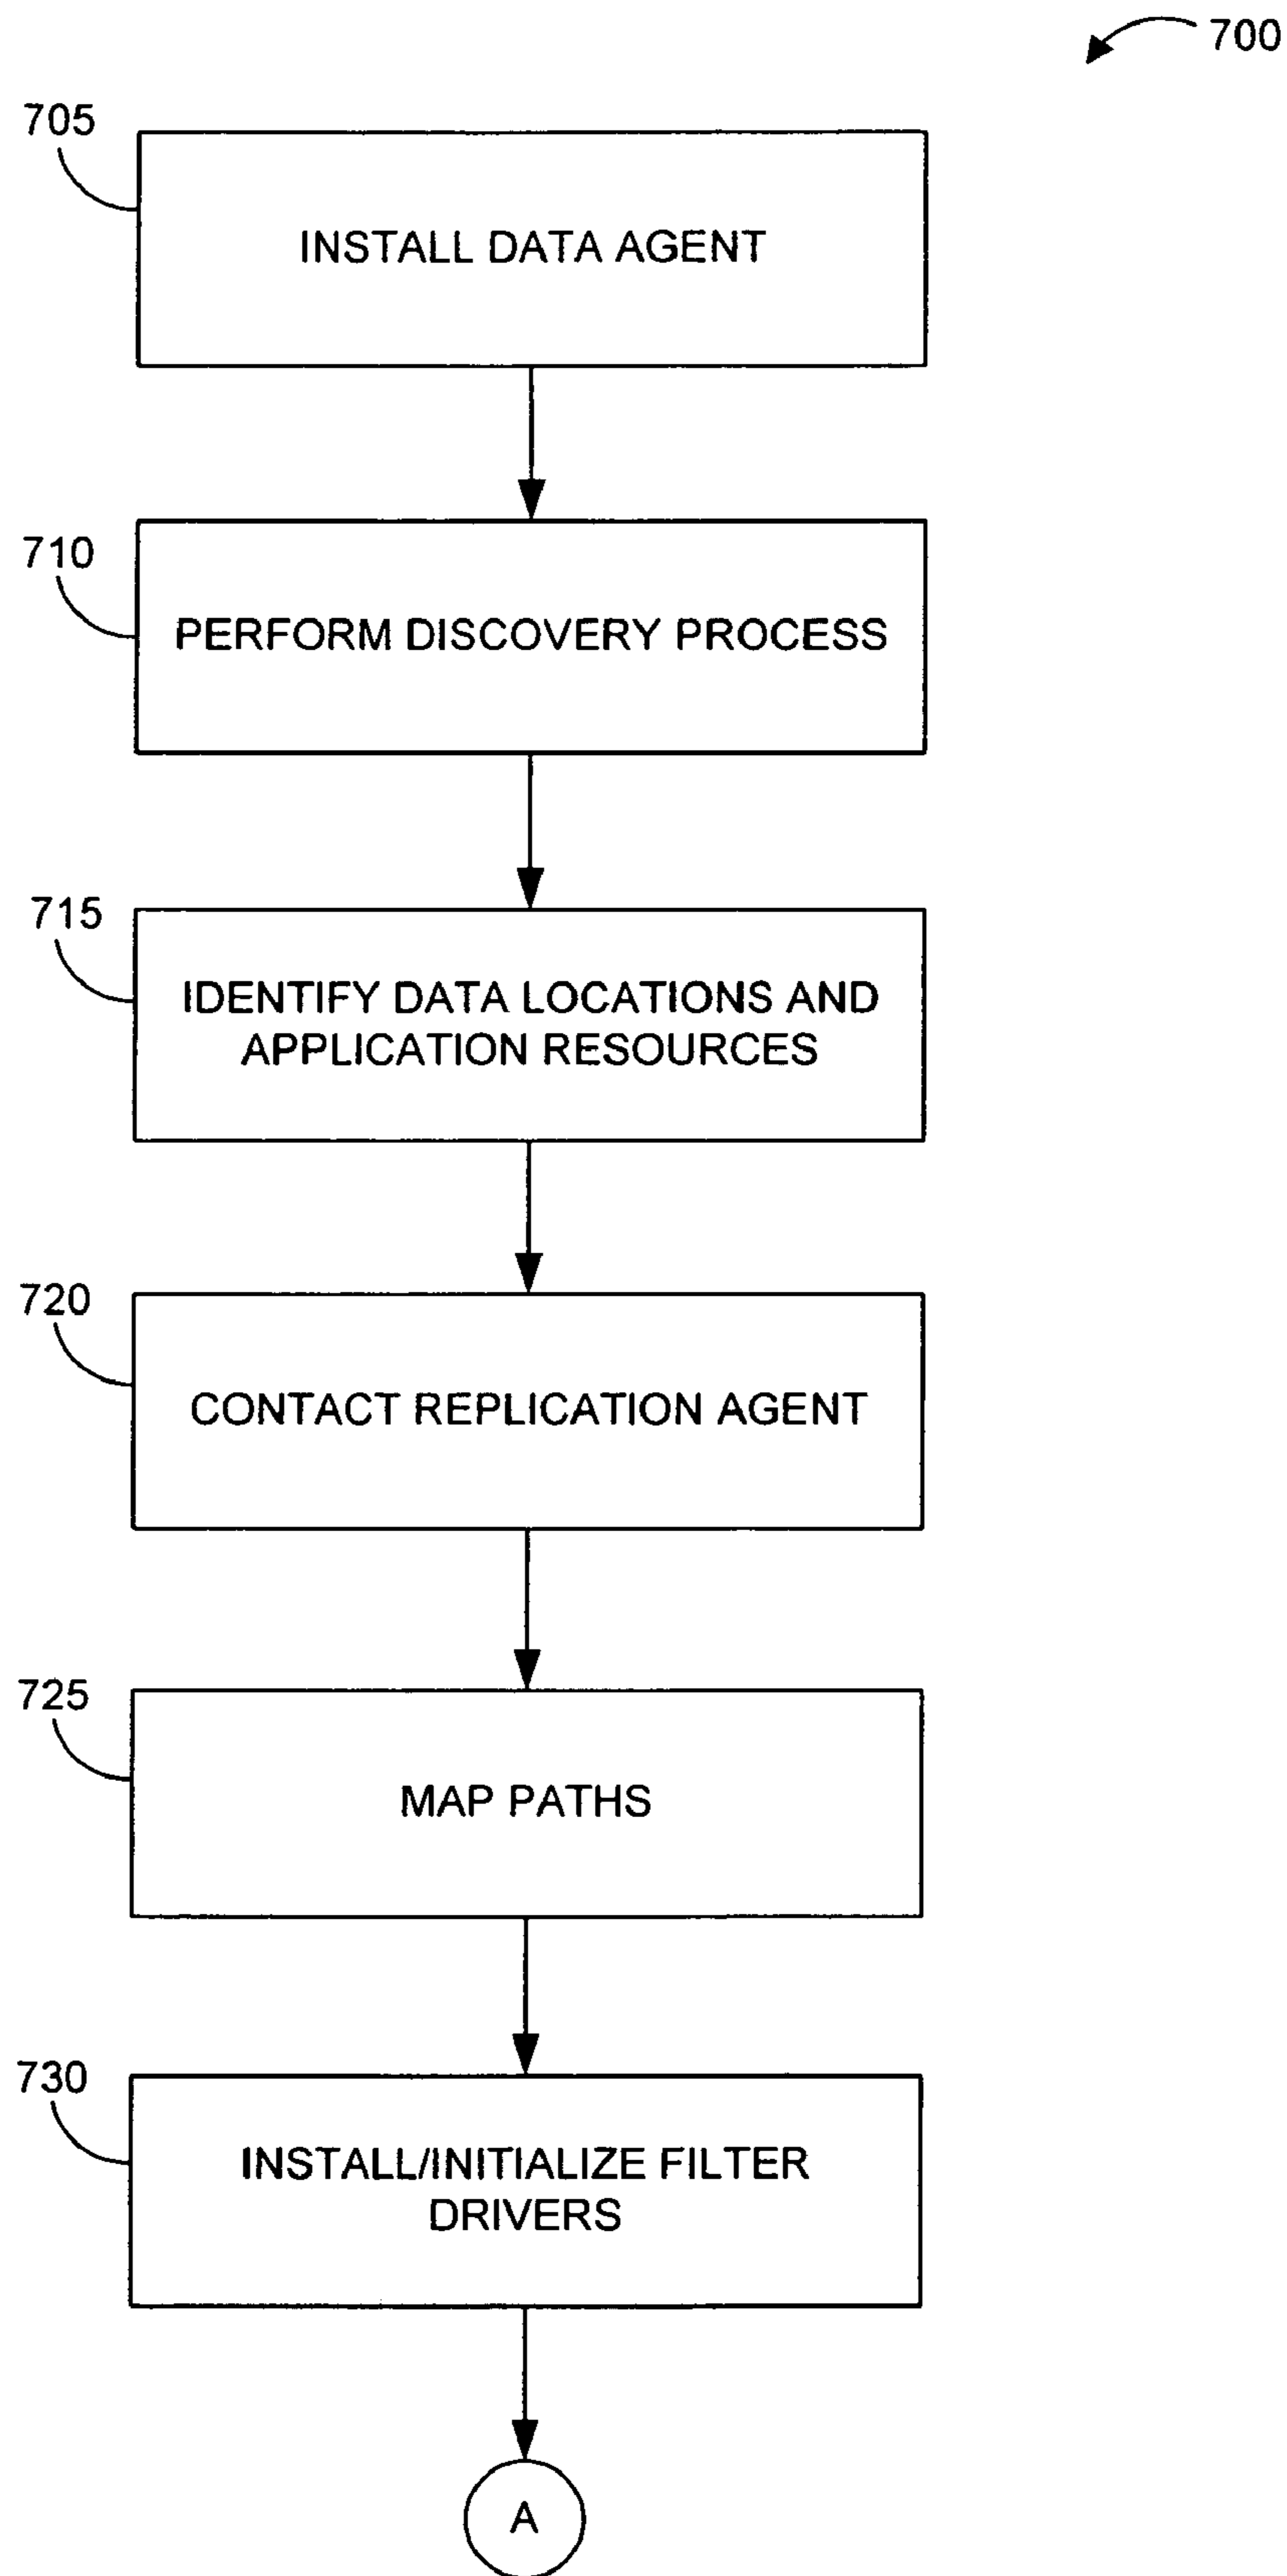 700
705
INSTALL DATA AGENT
710
PERFORM DISCOVERY PROCESS
715
IDENTIFY DATA LOCATIONS AND
APPLICATION RESOURCES
720
CONTACT REPLICATION AGENT
725
MAP PATHS
730
INSTALL/INITIALIZE FILTER
DRIVERS
A